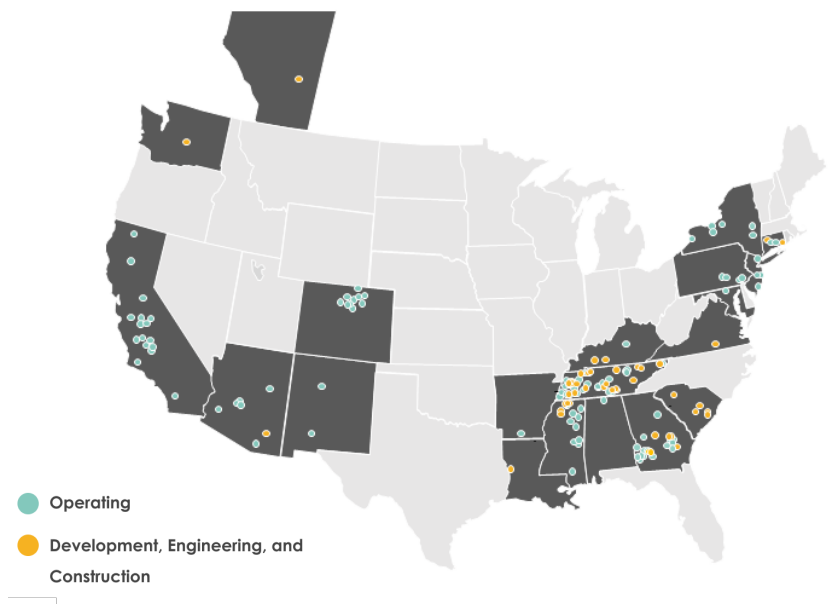 Operating
Development, Engineering, and
Construction